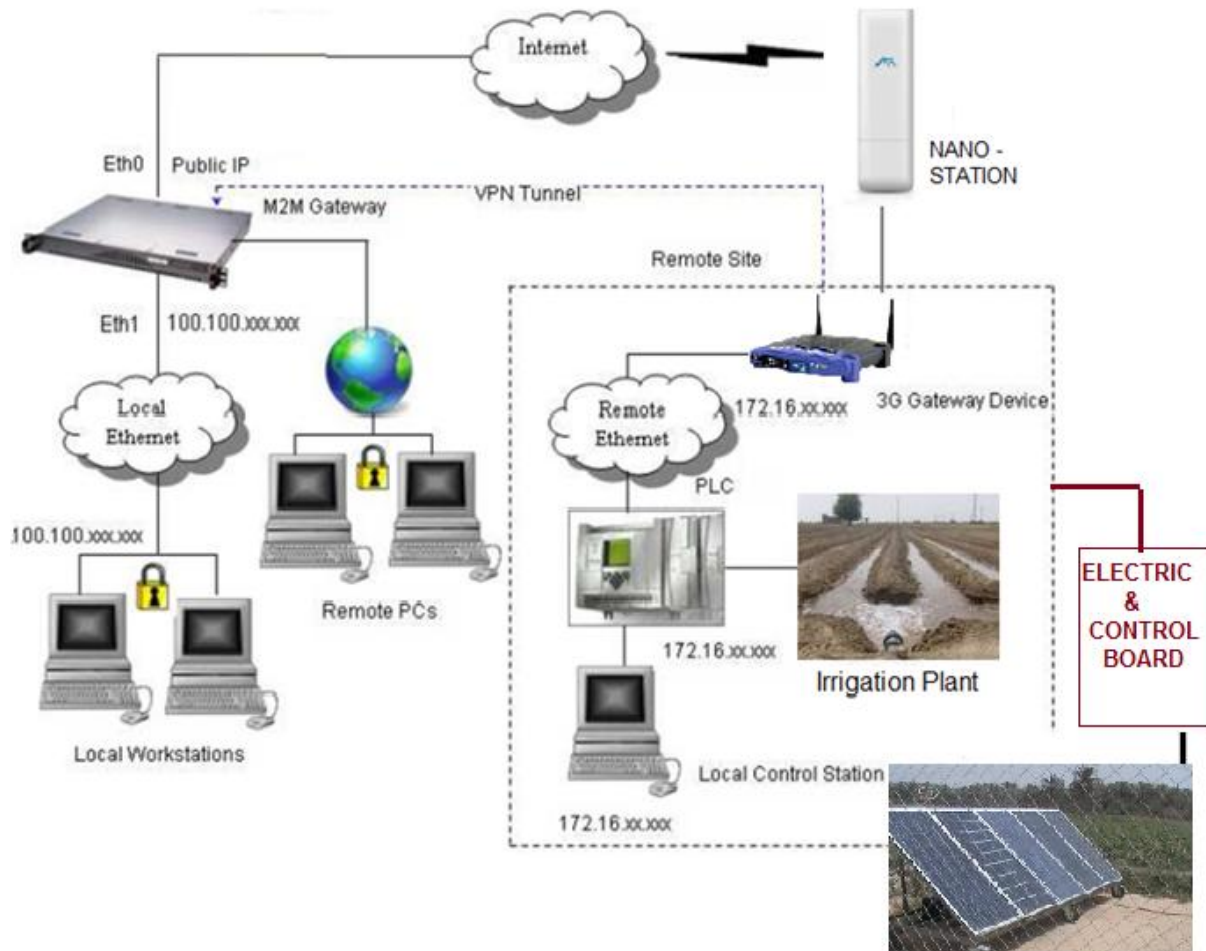 Internet
NANO -
STATION
Eth0
Public IP
VPN Tunnel
M2M Gateway
Remote Site
Eth1
100.100.xxx.xxx
Local
Ethernet
Remote
Ethernet
172.16.xx.xxx
3G Gateway Device
PLC
100.100.xxx.xxx
Remote PCs
ELECTRIC
&
CONTROL
BOARD
172.16.xx.xxx
Irrigation Plant
Local Workstations
Local Control Station
172.16.xx.xxx